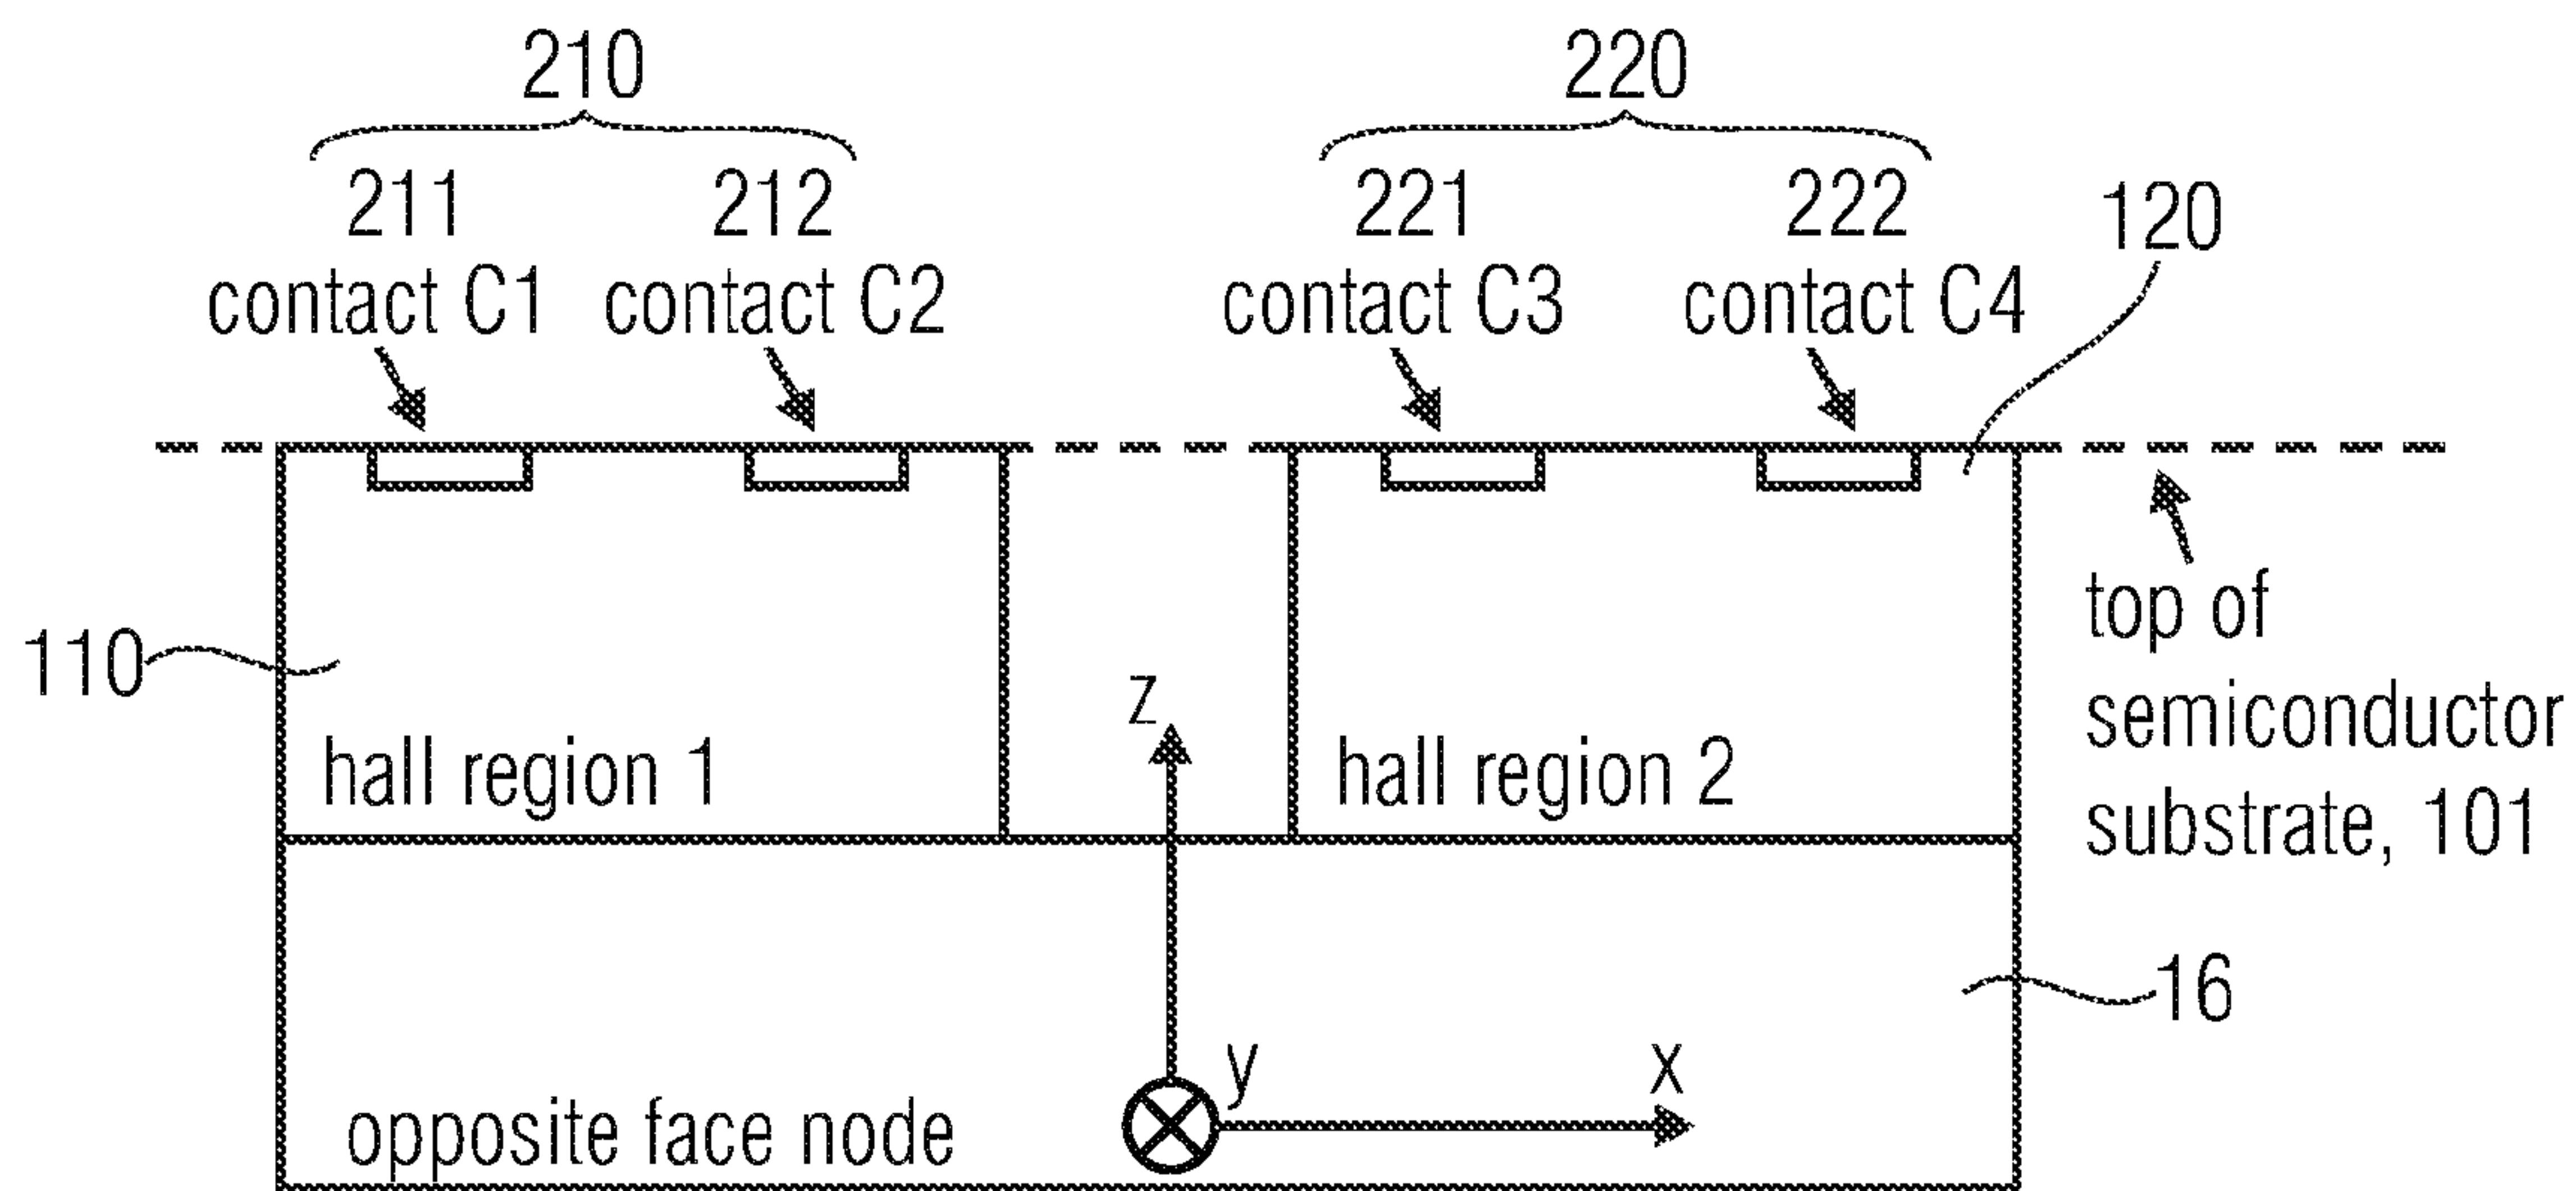 210 220
211 212 221 222 120
contact C1 contact C2 contact C3 contact C4
top of
semiconductor
substrate, 101
110
z
hall region 1 hall region 2
16
y x
opposite face node